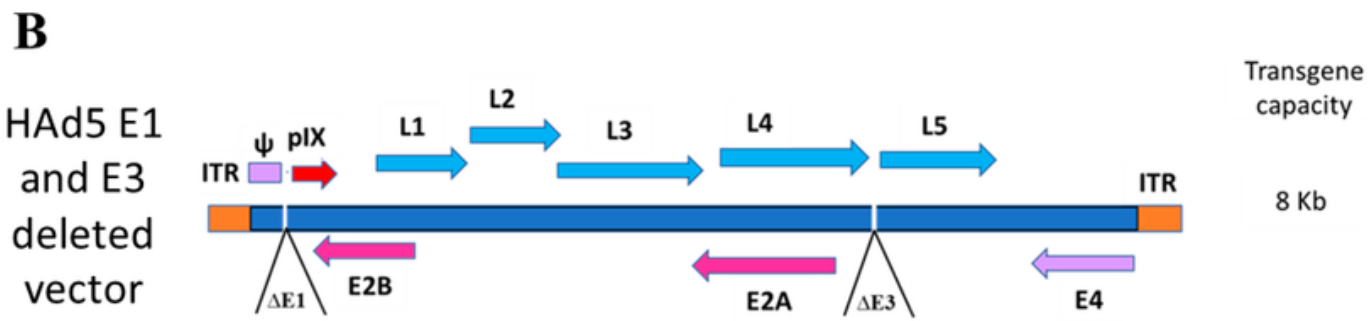 B
HAd5 E1
and E3
deleted
vector
ITR
ψ
pIX
L1
L2
L3
L4
L5
ITR
E2B
E2A
E4
ΔE1
ΔE3
Transgene
capacity
8 Kb